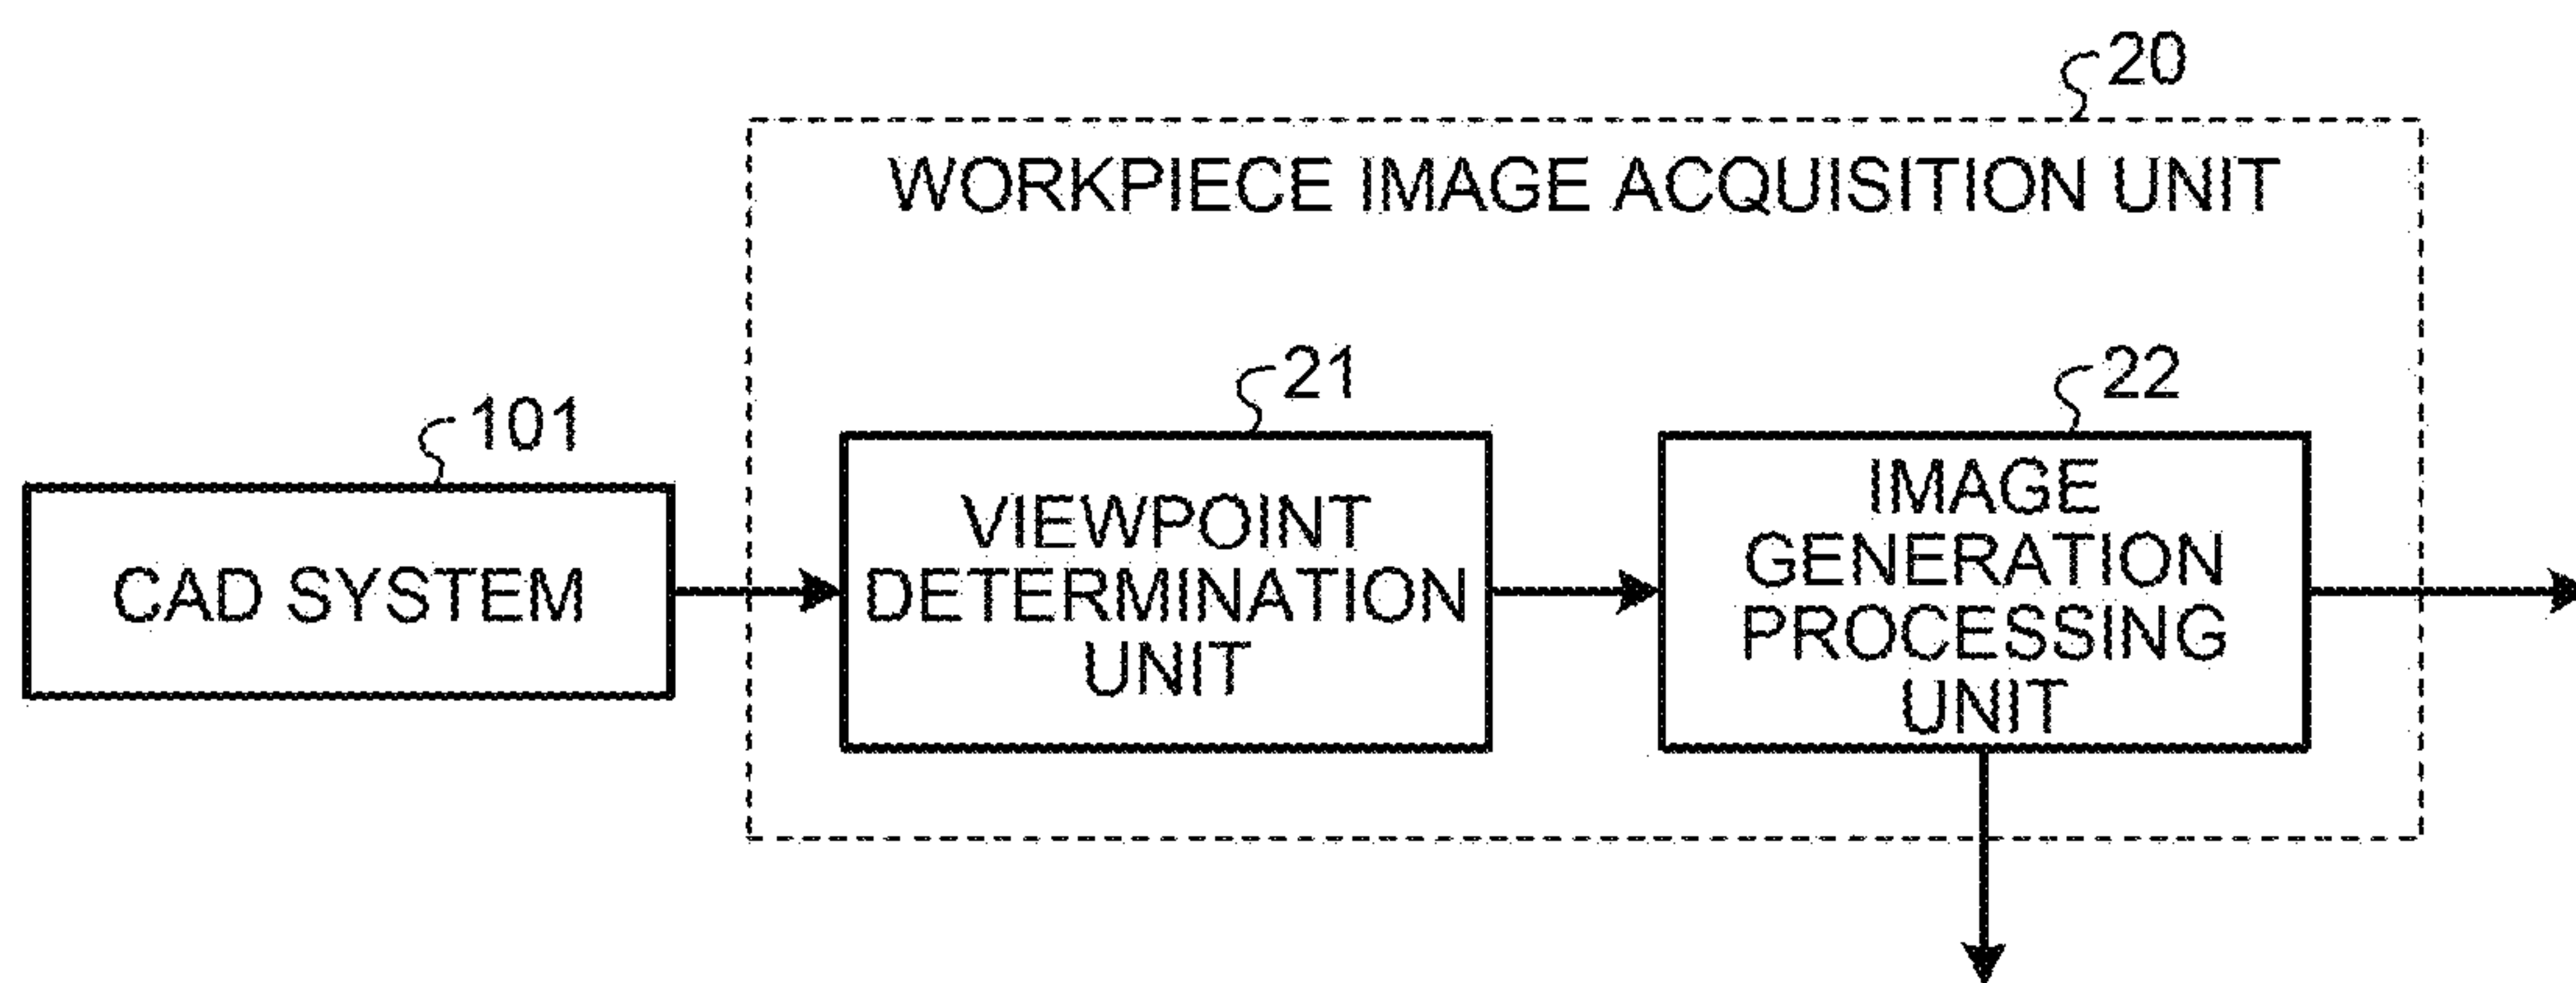 20
WORKPIECE IMAGE ACQUISITION UNIT
21
22
101
CAD SYSTEM
VIEWPOINT
DETERMINATION
UNIT
IMAGE
GENERATION
PROCESSING
UNIT